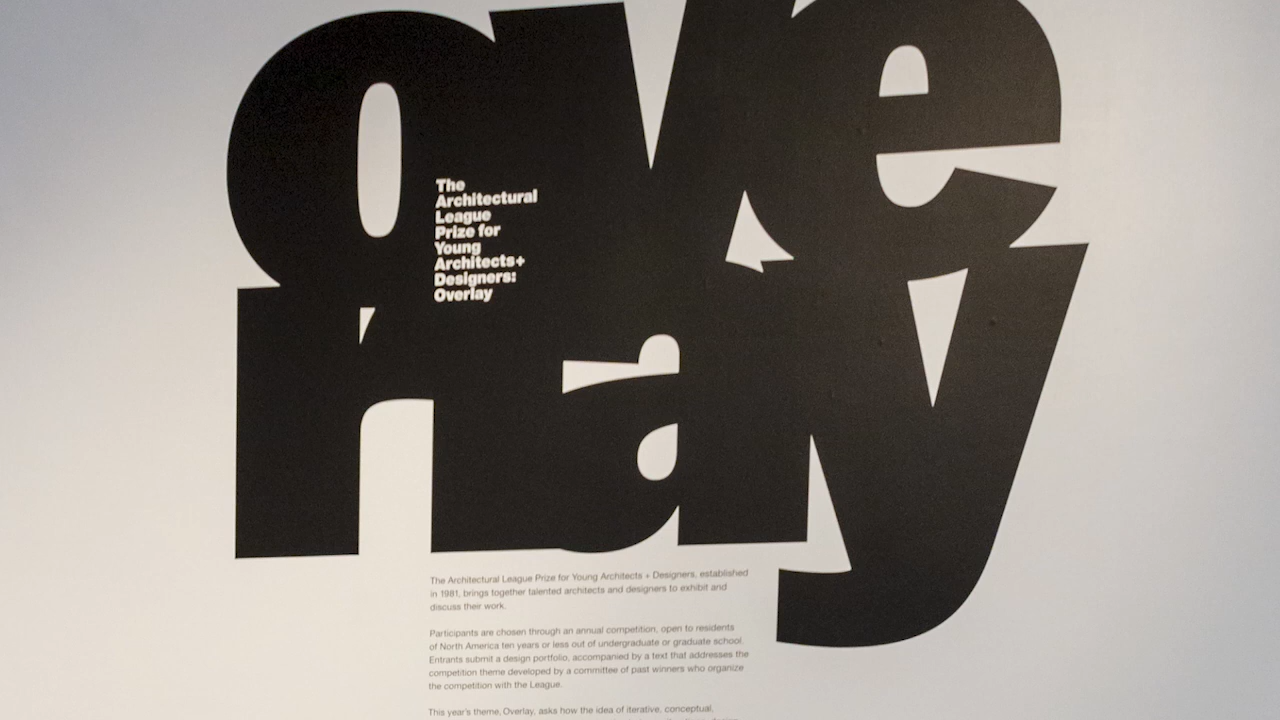 ove
rlay
The
Architectural
League
Prize for
Young
Architects+
Designers:
Overlay
The Architectural League Prize for Young Architects + Designers, established
in 1981, brings together talented architects and designers to exhibit and
discuss their work.
Participants are chosen through an annual competition, open to residents
of North America ten years or less out of undergraduate or graduate school.
Entrants submit a design portfolio, accompanied by a text that addresses the
competition theme developed by a committee of past winners who organize
the competition with the League.
This year's theme, Overlay, asks how the idea of iterative, conceptual,